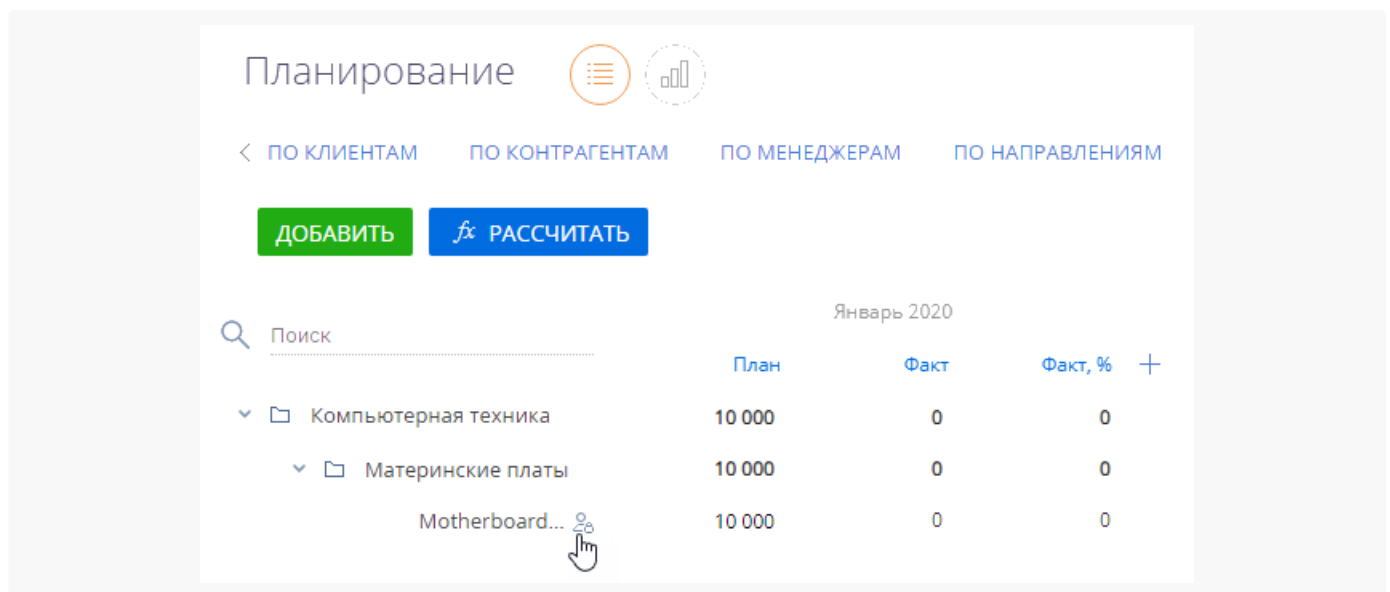 Планирование
ПО КЛИЕНТАМ ПО КОНТРАГЕНТАМ ПО МЕНЕДЖЕРАМ ПО НАПРАВЛЕНИЯМ
ДОБАВИТЬ fx РАССЧИТАТЬ
Январь 2020
Поиск
План Факт Факт, %
Компьютерная техника 10 000 0 0
Материнские платы 10 000 0 0
Motherboard... 10 000 0 0